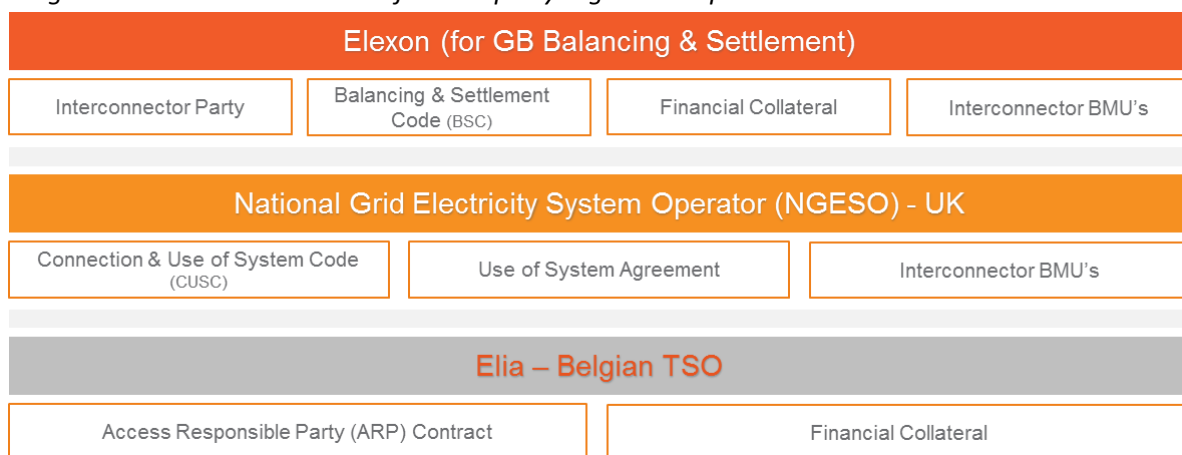 Elexon (for GB Balancing & Settlement)
Interconnector Party
Balancing & Settlement
Code (BSC)
Financial Collateral
Interconnector BMU's
National Grid Electricity System Operator (NGESO) - UK
Connection & Use of System Code
(CUSC)
Use of System Agreement
Interconnector BMU's
Elia – Belgian TSO
Access Responsible Party (ARP) Contract
Financial Collateral